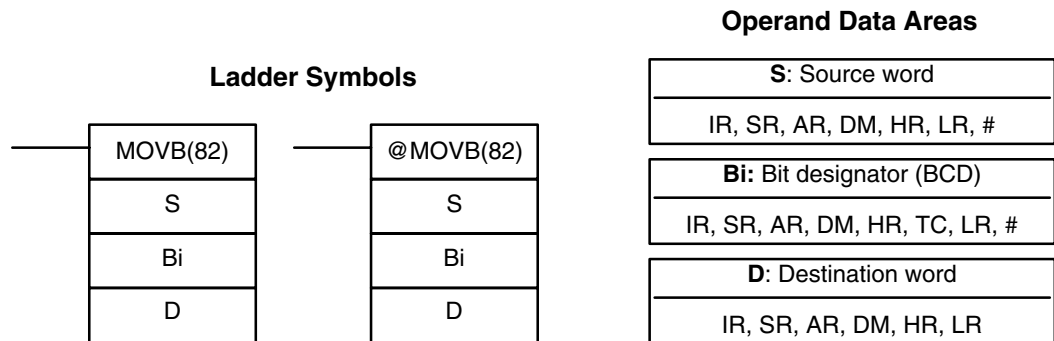 Ladder Symbols
MOVB(82)
S
Bi
D
@MOVB(82)
S
Bi
D
Operand Data Areas
S: Source word
IR, SR, AR, DM, HR, LR, #
Bi: Bit designator (BCD)
IR, SR, AR, DM, HR, TC, LR, #
D: Destination word
IR, SR, AR, DM, HR, LR